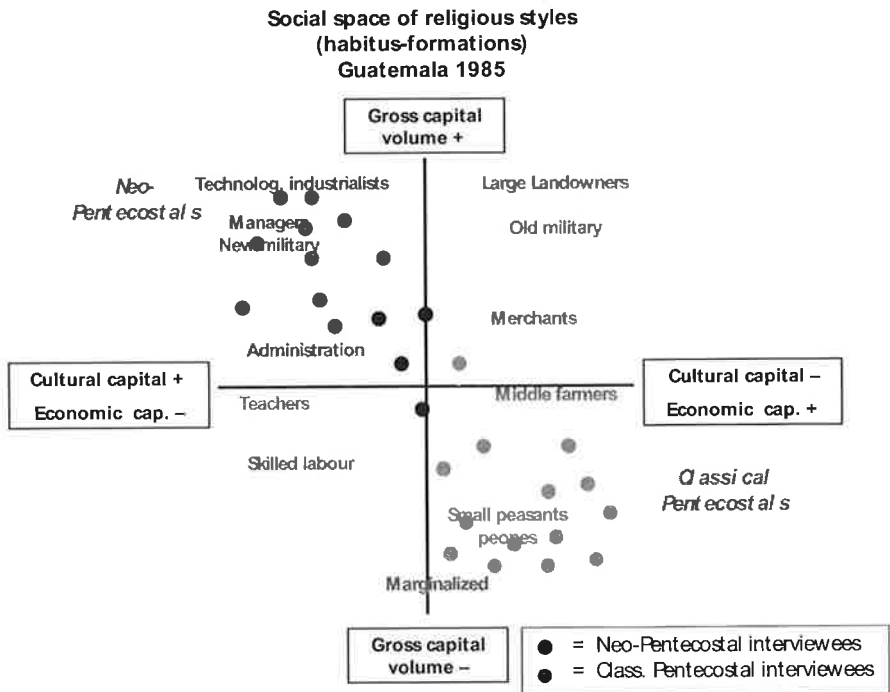 Social space of religious styles
(habitus-formations)
Guatemala 1985
Gross capital
volume +
Neo-
Pentecostals
Technolog. industrialists
Large Landowners
Managers
Old military
New military
Merchants
Administration
Cultural capital +
Economic cap. –
Cultural capital –
Economic cap. +
Teachers
Middle farmers
Skilled labour
Classical
Pentecostals
Small peasants
peones
Marginalized
Gross capital
volume –
= Neo-Pentecostal interviewees
= Class. Pentecostal interviewees